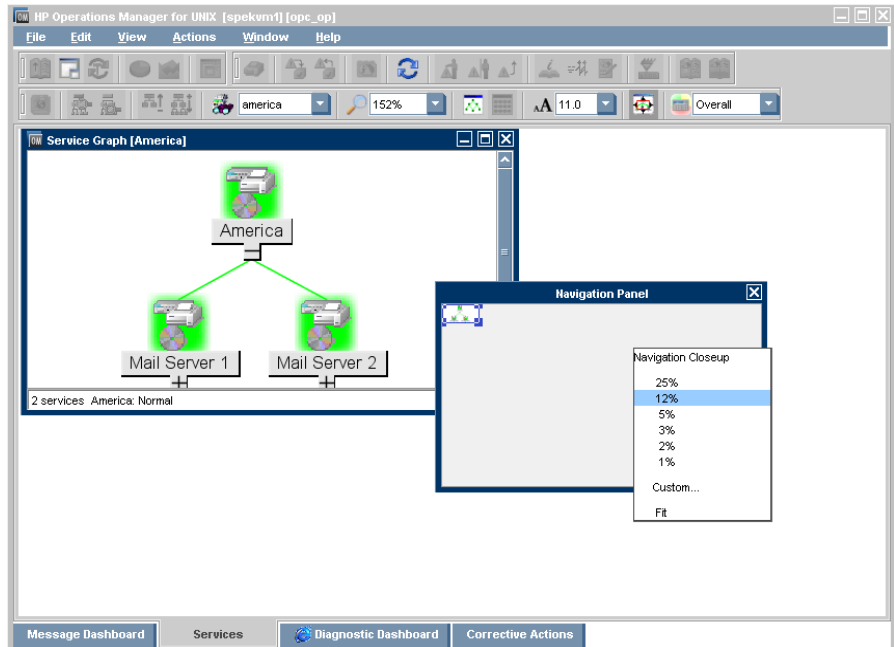 HP Operations Manager for UNIX [spekvm1] [opc_op]
File Edit View Actions Window Help
america 152% AA 11.0 Overall
Service Graph [America]
America
Mail Server 1 Mail Server 2
2 services America: Normal
Navigation Panel
Navigation Closeup
25%
12%
5%
3%
2%
1%
Custom...
Fit
Message Dashboard Services Diagnostic Dashboard Corrective Actions